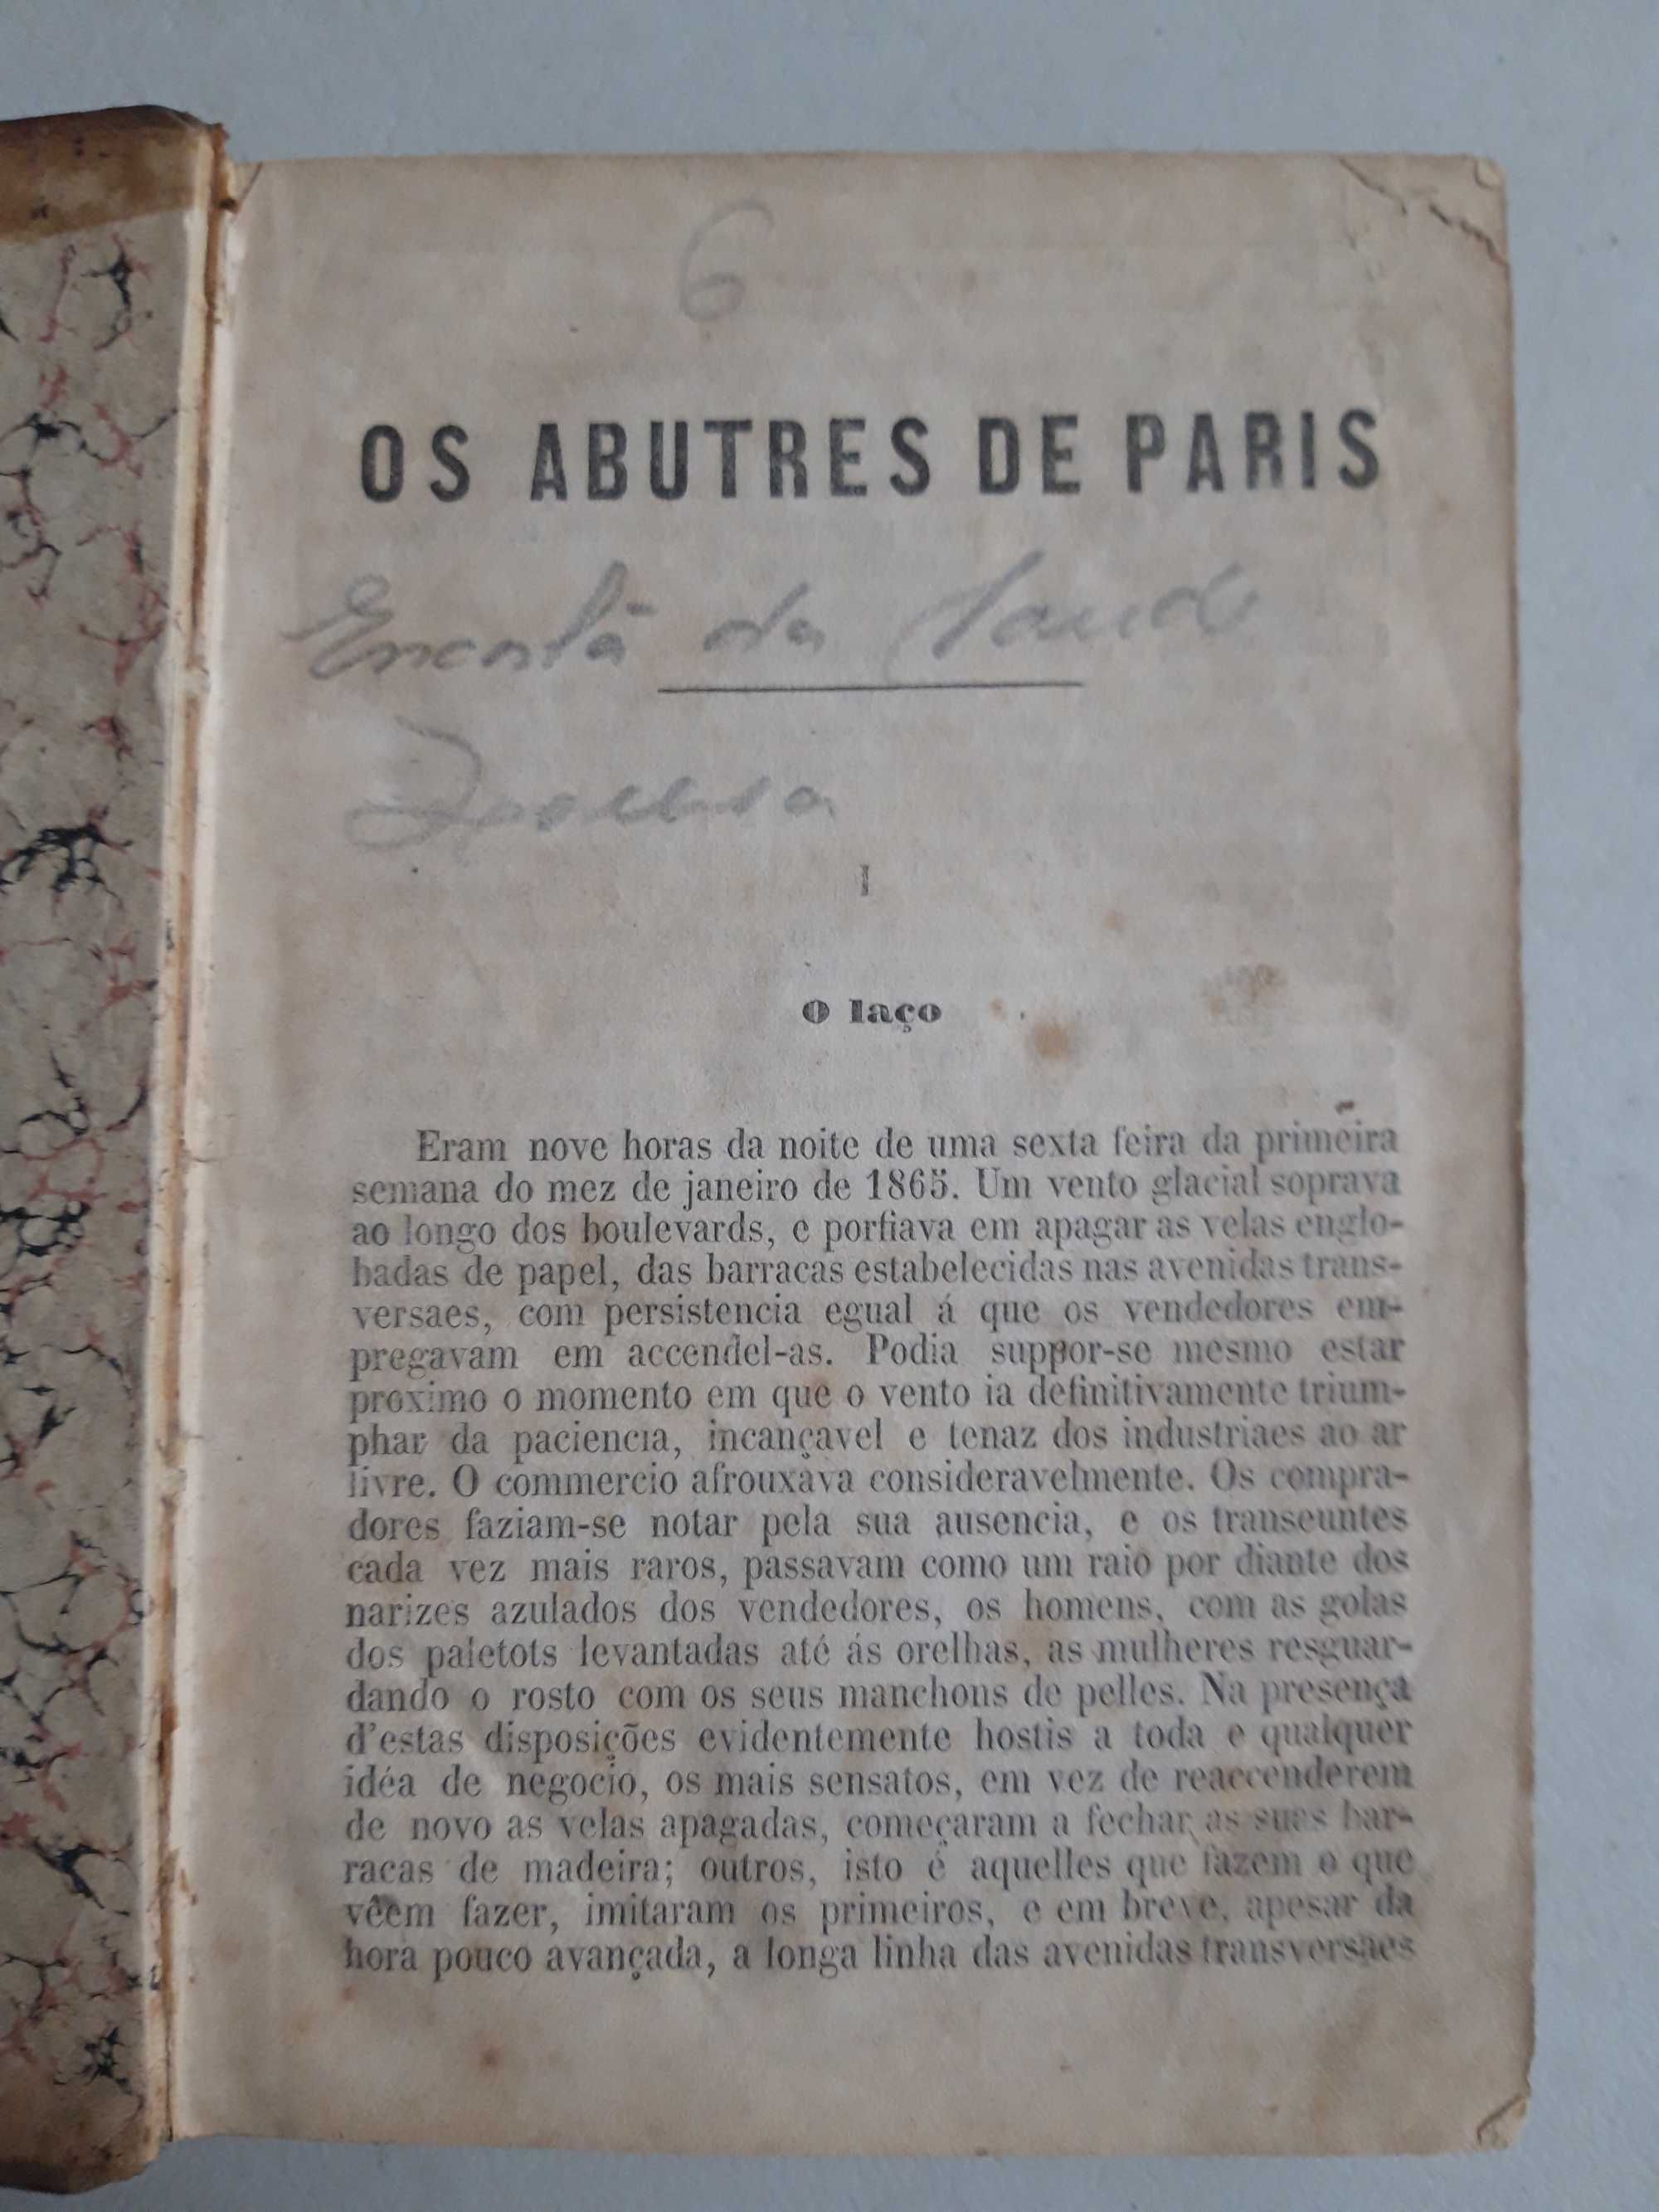 6
OS ABUTRES DE PARIS
da
I
O laço
Eram nove horas da noite de uma sexta feira da primeira
semana do mez de janeiro de 1865. Um vento glacial soprava
ao longo dos boulevards, e porfiava em apagar as velas englo-
badas de papel, das barracas estabelecidas nas avenidas trans-
versaes, com persistencia egual á que os vendedores em-
pregavam em accendel-as. Podia suppor-se mesmo estar
proximo o momento em que o vento ia definitivamente trium-
phar da paciencia, incançavel e tenaz dos industriaes ao ar
livre. O commercio afrouxava consideravelmente. Os compra-
dores faziam-se notar pela sua ausencia, e os transeuntes
cada vez mais raros, passavam como um raio por diante dos
narizes azulados dos vendedores, os homens, com as golas
dos paletots levantadas até ás orelhas, as mulheres resguar-
dando o rosto com os seus manchons de pelles. Na presença
d'estas disposições evidentemente hostis a toda e qualquer
idéa de negocio, os mais sensatos, em vez de reaccenderem
de novo as velas apagadas, começaram a fechar as suas bar-
racas de madeira; outros, isto é aquelles que fazem o que
vêem fazer, imitaram os primeiros, e em breve, apesar da
hora pouco avançada, a longa linha das avenidas transversaes